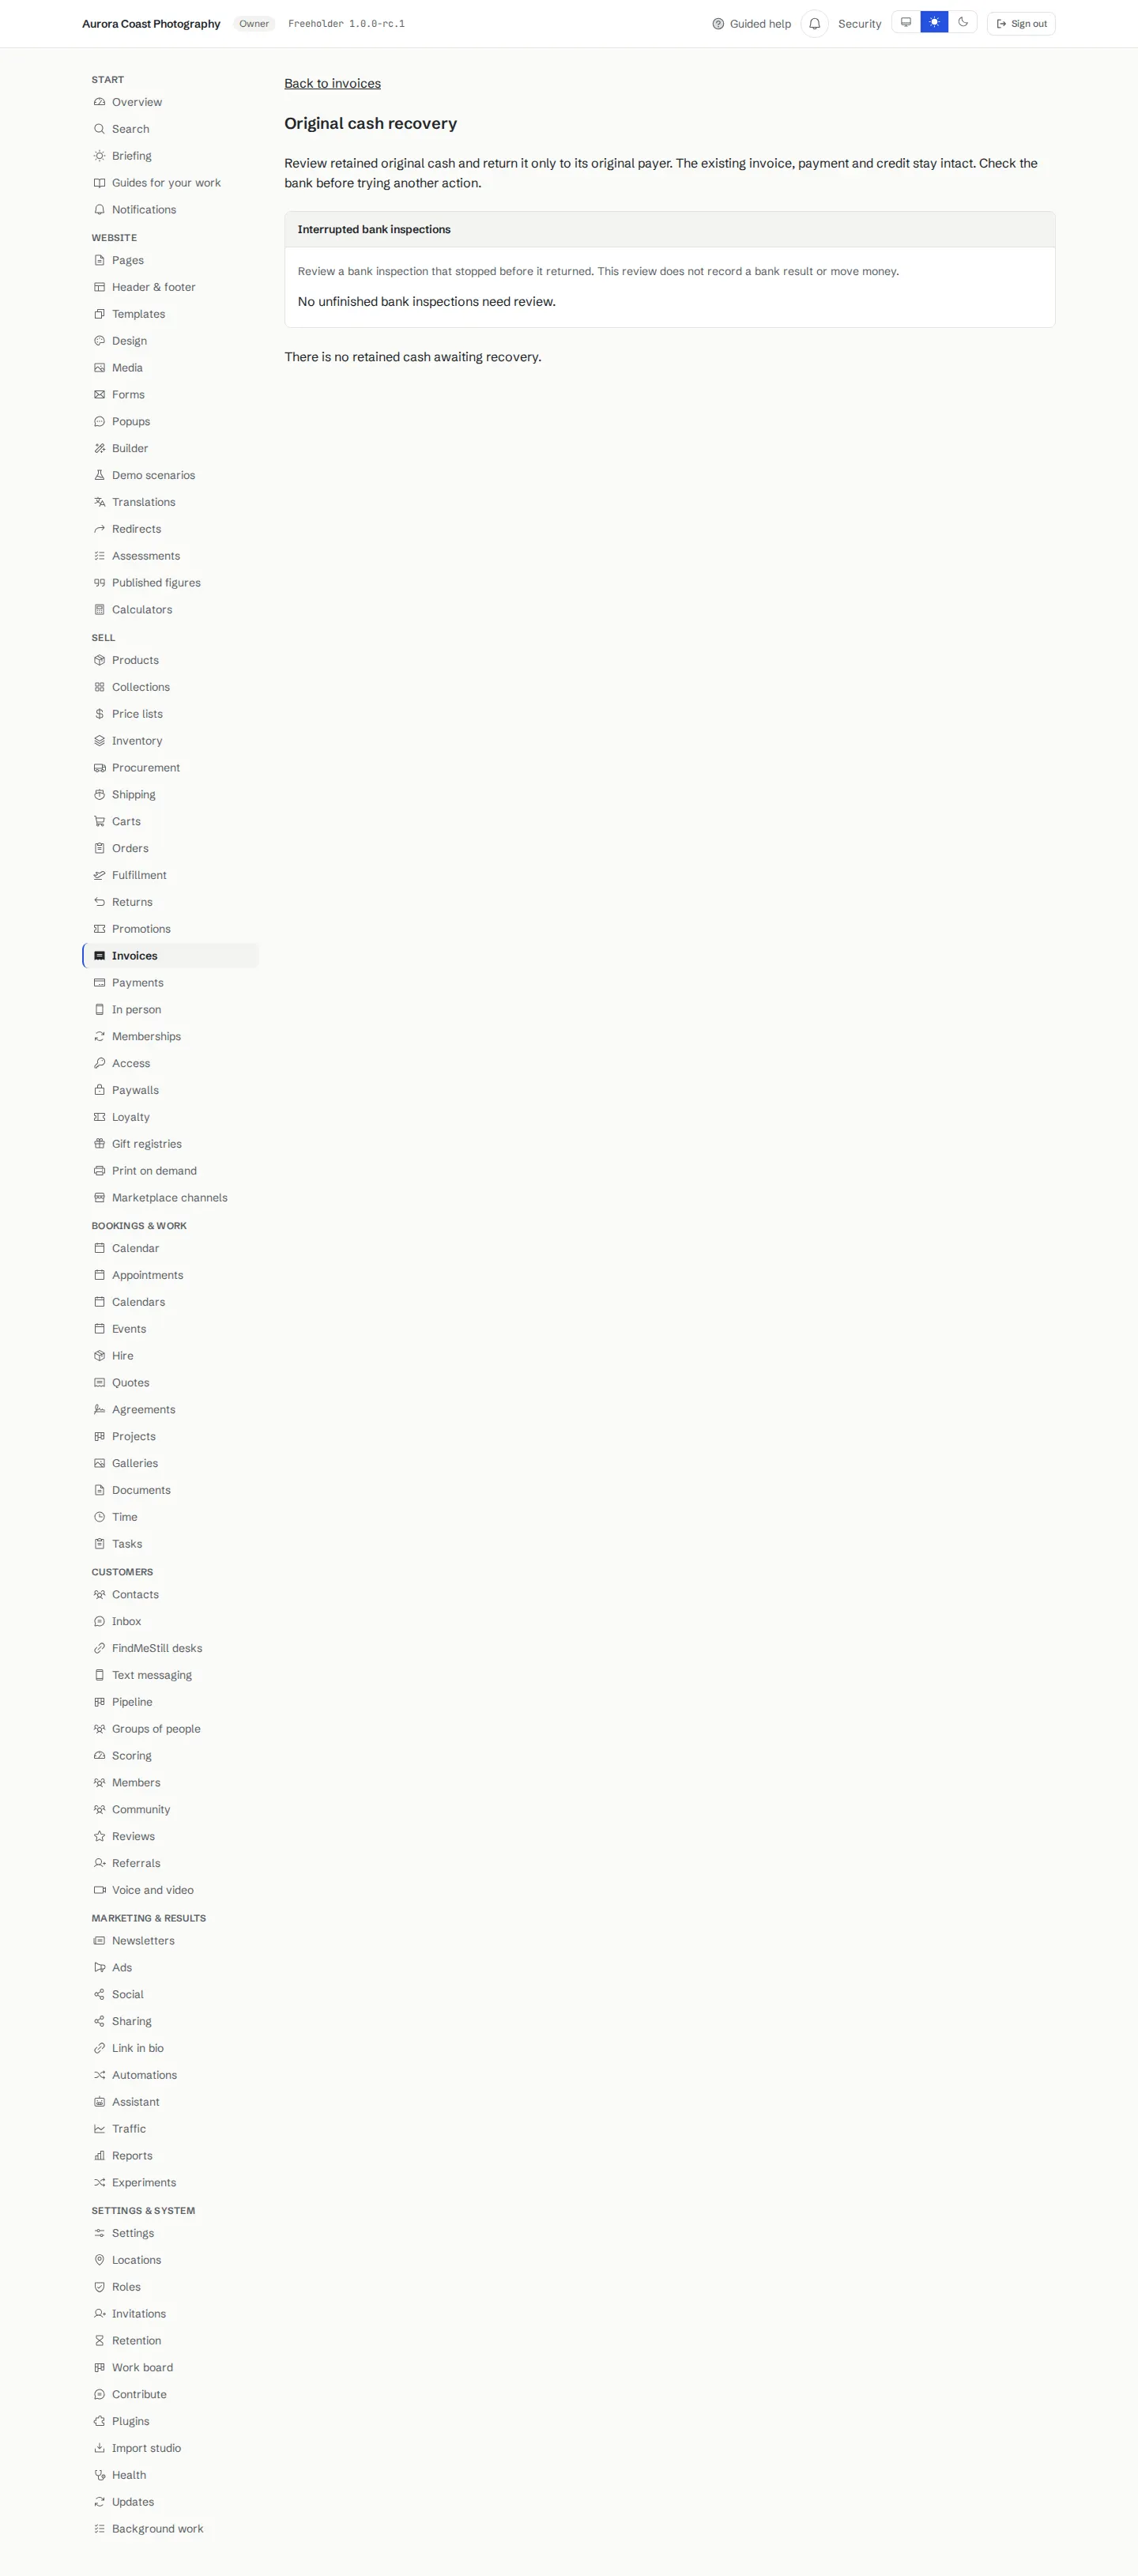 Aurora Coast Photography
Owner
Freeholder 1.0.0-rc.1
Guided help
Security
Sign out
START
Overview
Search
Briefing
Guides for your work
Notifications
WEBSITE
Pages
Header & footer
Templates
Design
Media
Forms
Popups
Builder
Demo scenarios
Translations
Redirects
Assessments
Published figures
Calculators
SELL
Products
Collections
Price lists
Inventory
Procurement
Shipping
Carts
Orders
Fulfillment
Returns
Promotions
Invoices
Payments
In person
Memberships
Access
Paywalls
Loyalty
Gift registries
Print on demand
Marketplace channels
BOOKINGS & WORK
Calendar
Appointments
Calendars
Events
Hire
Quotes
Agreements
Projects
Galleries
Documents
Time
Tasks
CUSTOMERS
Contacts
Inbox
FindMeStill desks
Text messaging
Pipeline
Groups of people
Scoring
Members
Community
Reviews
Referrals
Voice and video
MARKETING & RESULTS
Newsletters
Ads
Social
Sharing
Link in bio
Automations
Assistant
Traffic
Reports
Experiments
SETTINGS & SYSTEM
Settings
Locations
Roles
Invitations
Retention
Work board
Contribute
Plugins
Import studio
Health
Updates
Background work
Back to invoices
Original cash recovery
Review retained original cash and return it only to its original payer. The existing invoice, payment and credit stay intact. Check the
bank before trying another action.
Interrupted bank inspections
Review a bank inspection that stopped before it returned. This review does not record a bank result or move money.
No unfinished bank inspections need review.
There is no retained cash awaiting recovery.